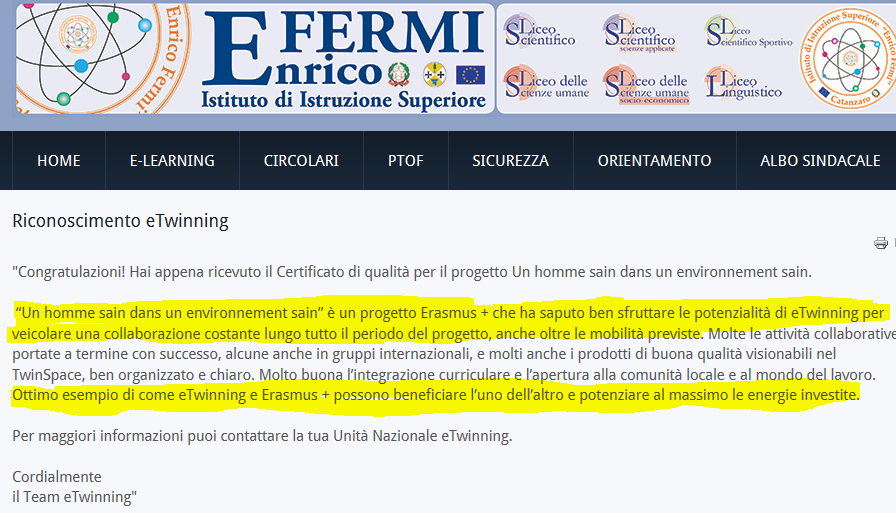 Enrico Fermi
E FERMI
Enrico
Istituto di Istruzione Superiore
Liceo Scientifico
Liceo Scientifico scienze applicate
Liceo Scientifico Sportivo
Liceo delle Scienze umane
Liceo delle Scienze umane socio-economico
Liceo Linguistico
Istituto di Istruzione Superiore "Enrico Fermi"
Catanzaro
HOME
E-LEARNING
CIRCOLARI
PTOF
SICUREZZA
ORIENTAMENTO
ALBO SINDACALE
Riconoscimento eTwinning
"Congratulazioni! Hai appena ricevuto il Certificato di qualità per il progetto Un homme sain dans un environnement sain.
“Un homme sain dans un environnement sain” è un progetto Erasmus + che ha saputo ben sfruttare le potenzialità di eTwinning per
veicolare una collaborazione costante lungo tutto il periodo del progetto, anche oltre le mobilità previste. Molte le attività collaborative
portate a termine con successo, alcune anche in gruppi internazionali, e molti anche i prodotti di buona qualità visionabili nel
TwinSpace, ben organizzato e chiaro. Molto buona l’integrazione curriculare e l’apertura alla comunità locale e al mondo del lavoro.
Ottimo esempio di come eTwinning e Erasmus + possono beneficiare l’uno dell’altro e potenziare al massimo le energie investite.
Per maggiori informazioni puoi contattare la tua Unità Nazionale eTwinning.
Cordialmente
il Team eTwinning"